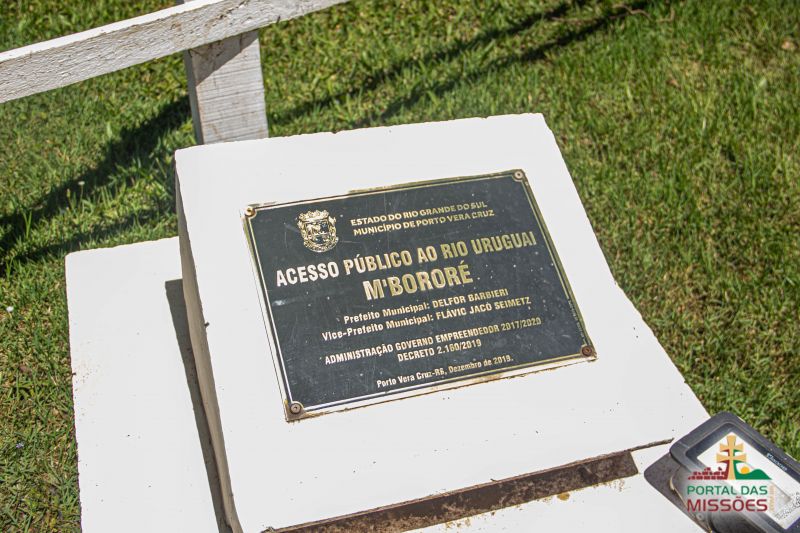 ESTADO DO RIO GRANDE DO SUL
MUNICÍPIO DE PORTO VERA CRUZ
ACESSO PÚBLICO AO RIO URUGUAI
M'BORORÉ
Prefeito Municipal: DELFOR BARBIERI
Vice-Prefeito Municipal: FLÁVIO JACÓ SEIMETZ
ADMINISTRAÇÃO GOVERNO EMPREENDEDOR 2017/2020
DECRETO 2.160/2019
Porto Vera Cruz-RS, Dezembro de 2019.
PORTAL DAS
MISSÕES